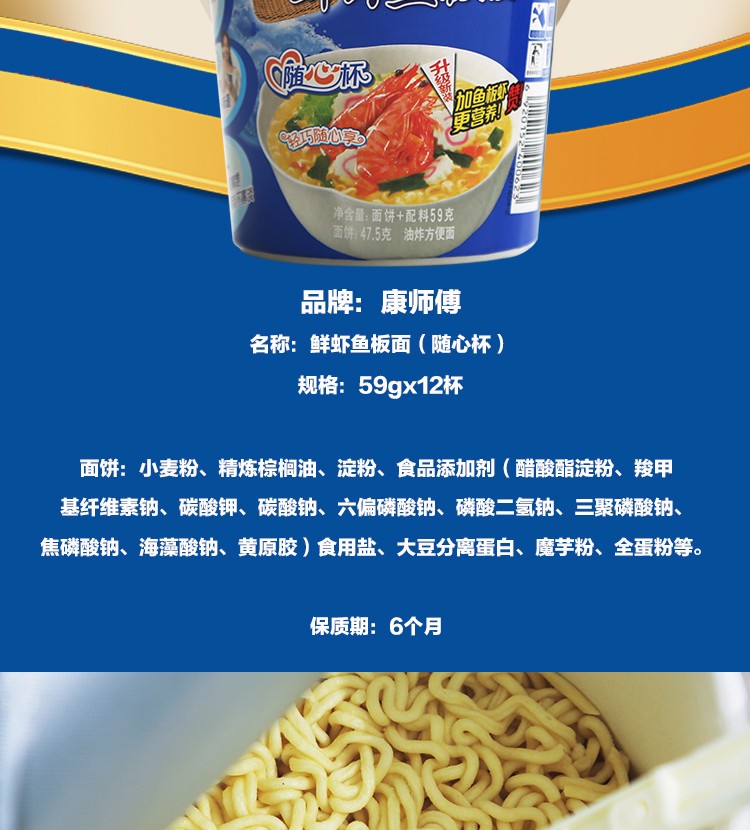 随心杯
升级新装
加鱼板虾 赞!
更营养!
轻巧随心享
净含量: 面饼+配料59克
面饼: 47.5克 油炸方便面
6920152400623
品牌: 康师傅
名称: 鲜虾鱼板面(随心杯)
规格: 59gx12杯
面饼: 小麦粉、精炼棕榈油、淀粉、食品添加剂(醋酸酯淀粉、羧甲
基纤维素钠、碳酸钾、碳酸钠、六偏磷酸钠、磷酸二氢钠、三聚磷酸钠、
焦磷酸钠、海藻酸钠、黄原胶)食用盐、大豆分离蛋白、魔芋粉、全蛋粉等。
保质期: 6个月